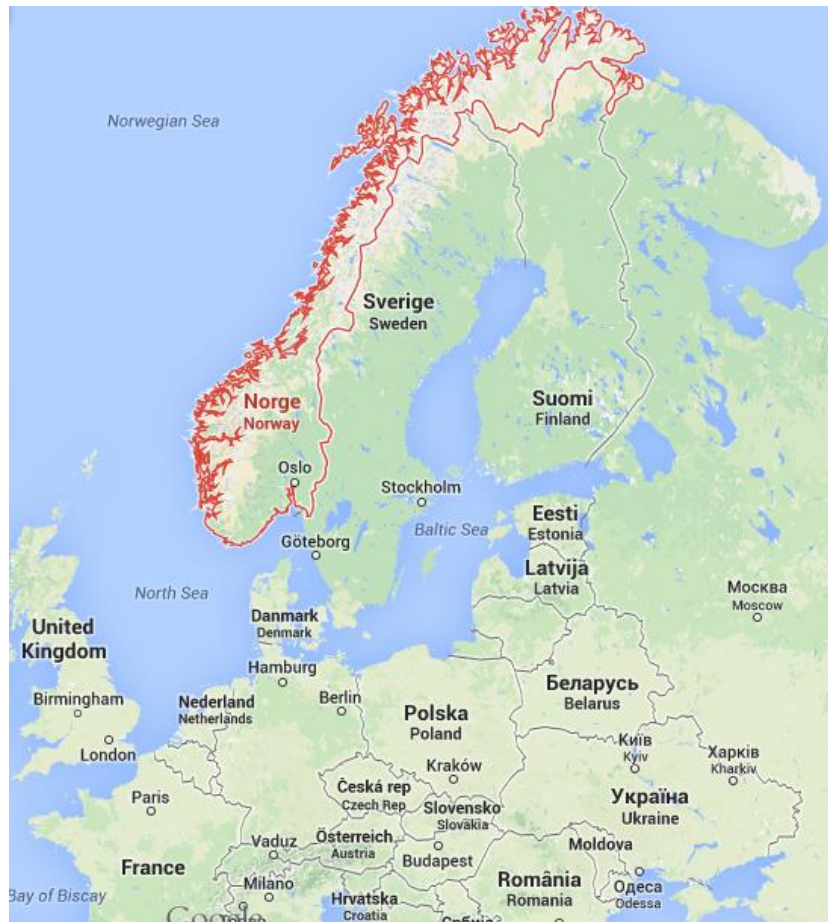 Norwegian Sea
Sverige
Sweden
Norge
Norway
Suomi
Finland
Oslo
Stockholm
Baltic Sea
Eesti
Estonia
Göteborg
Latvija
Latvia
North Sea
Москва
Moscow
Danmark
Denmark
United
Kingdom
Hamburg
Беларусь
Belarus
Birmingham
Nederland
Netherlands
Berlin
Polska
Poland
London
Київ
Kyiv
Харків
Kharkiv
Kraków
Paris
Česká rep
Czech Rep
Slovensko
Slovakia
Україна
Ukraine
Vaduz
Österreich
Austria
Budapest
Moldova
France
Milano
România
Romania
Одеса
Odessa
Bay of Biscay
Hrvatska
Croatia